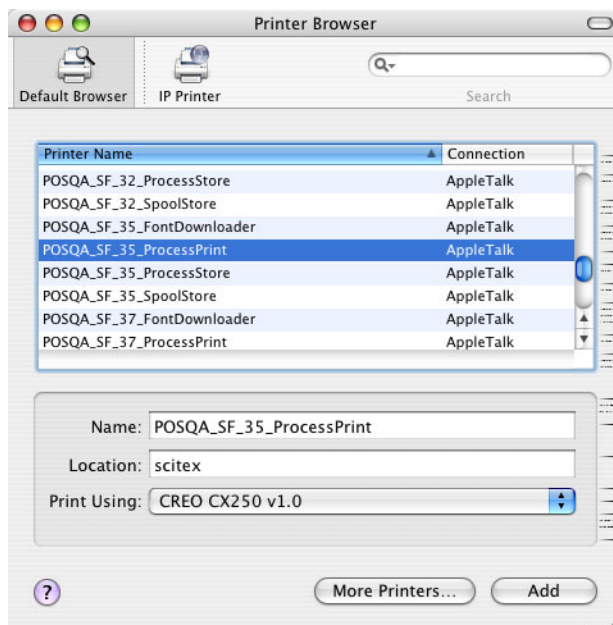 Printer Browser
Default Browser
IP Printer
Search
Printer Name Connection
POSQA_SF_32_ProcessStore AppleTalk
POSQA_SF_32_SpoolStore AppleTalk
POSQA_SF_35_FontDownloader AppleTalk
POSQA_SF_35_ProcessPrint AppleTalk
POSQA_SF_35_ProcessStore AppleTalk
POSQA_SF_35_SpoolStore AppleTalk
POSQA_SF_37_FontDownloader AppleTalk
POSQA_SF_37_ProcessPrint AppleTalk
Name: POSQA_SF_35_ProcessPrint
Location: scitex
Print Using: CREO CX250 v1.0
? More Printers... Add